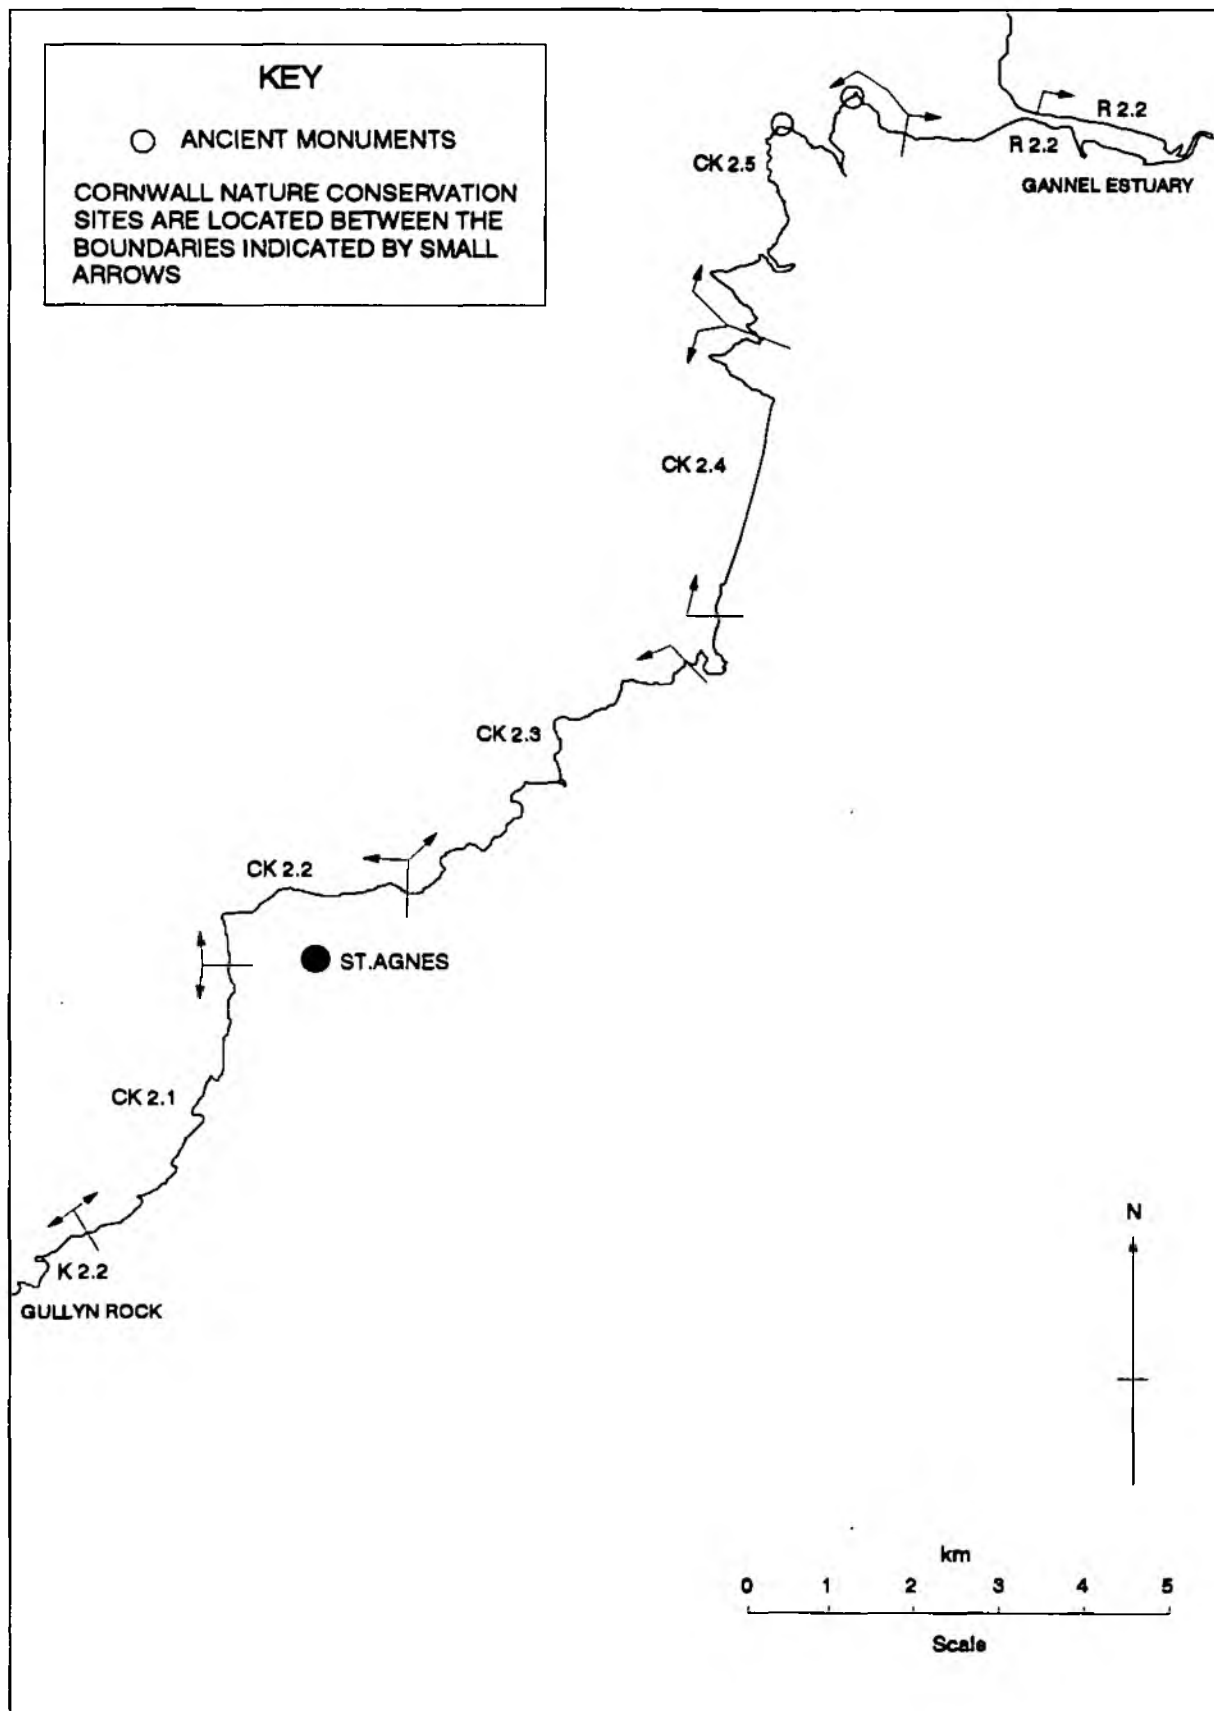 KEY
ANCIENT MONUMENTS
CORNWALL NATURE CONSERVATION
SITES ARE LOCATED BETWEEN THE
BOUNDARIES INDICATED BY SMALL
ARROWS
R 2.2
R 2.2
GANNEL ESTUARY
CK 2.5
CK 2.4
CK 2.3
CK 2.2
ST.AGNES
CK 2.1
K 2.2
GULLYN ROCK
N
km
0 1 2 3 4 5
Scale